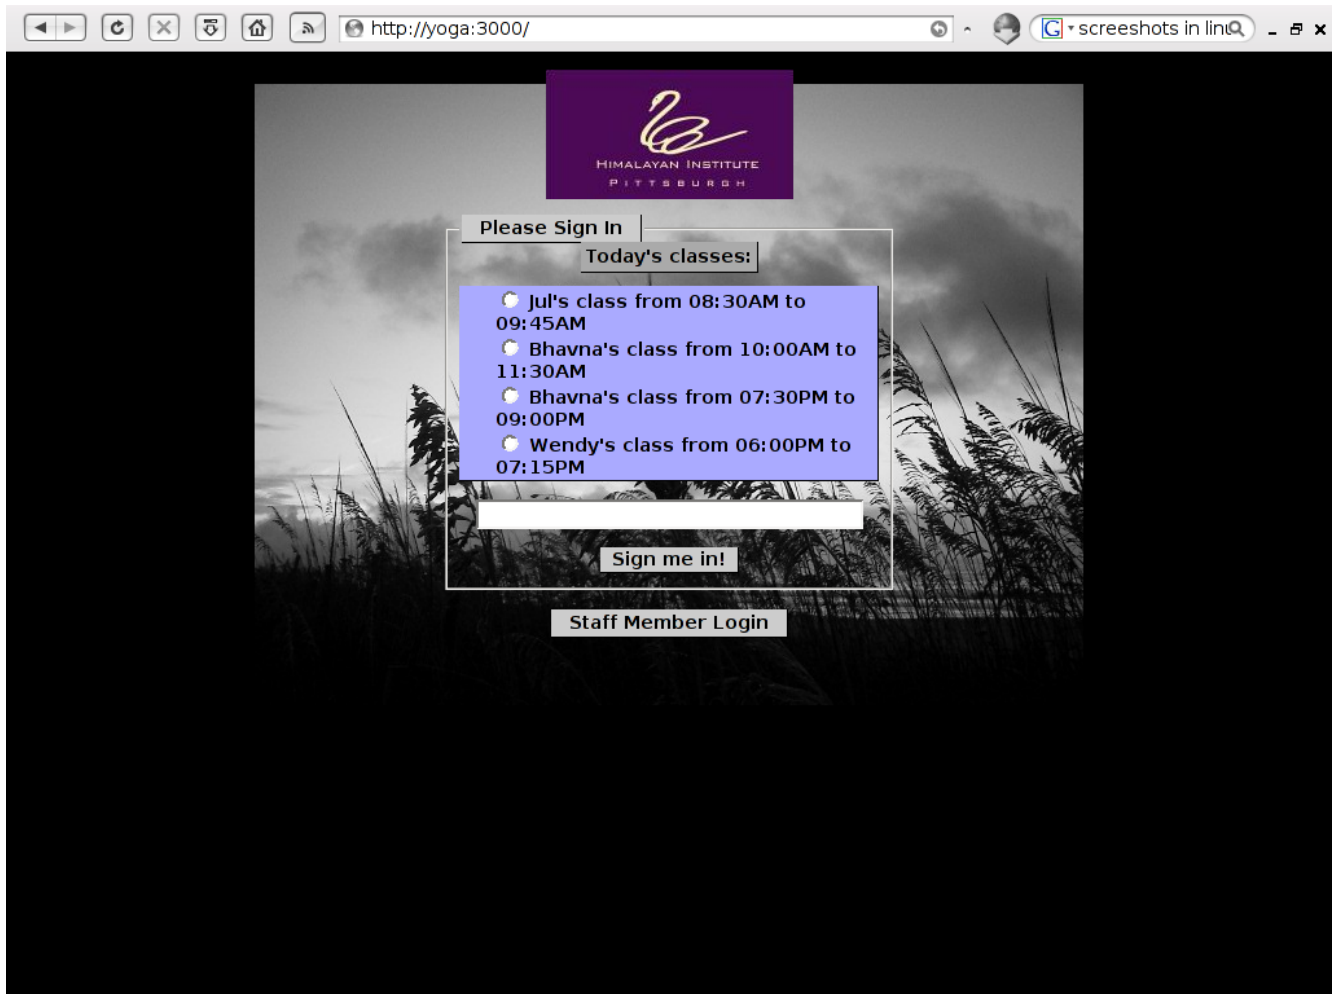 http://yoga:3000/
G screeshots in linu
HIMALAYAN INSTITUTE
PITTSBURGH
Please Sign In
Today's classes:
Jul's class from 08:30AM to
09:45AM
Bhavna's class from 10:00AM to
11:30AM
Bhavna's class from 07:30PM to
09:00PM
Wendy's class from 06:00PM to
07:15PM
Sign me in!
Staff Member Login